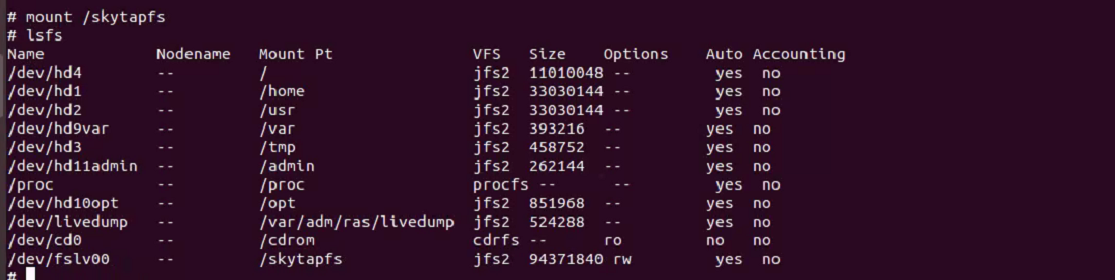 # mount /skytapfs
# lsfs
Name            Nodename   Mount Pt               VFS   Size    Options    Auto Accounting
/dev/hd4        --         /                      jfs2  11010048 --         yes  no
/dev/hd1        --         /home                  jfs2  33030144 --         yes  no
/dev/hd2        --         /usr                   jfs2  33030144 --         yes  no
/dev/hd9var     --         /var                   jfs2  393216  --         yes  no
/dev/hd3        --         /tmp                   jfs2  458752  --         yes  no
/dev/hd11admin  --         /admin                 jfs2  262144  --         yes  no
/proc           --         /proc                  procfs --      --         yes  no
/dev/hd10opt    --         /opt                   jfs2  851968  --         yes  no
/dev/livedump   --         /var/adm/ras/livedump  jfs2  524288  --         yes  no
/dev/cd0        --         /cdrom                 cdrfs --      ro         no   no
/dev/fslv00     --         /skytapfs              jfs2  94371840 rw         yes  no
#